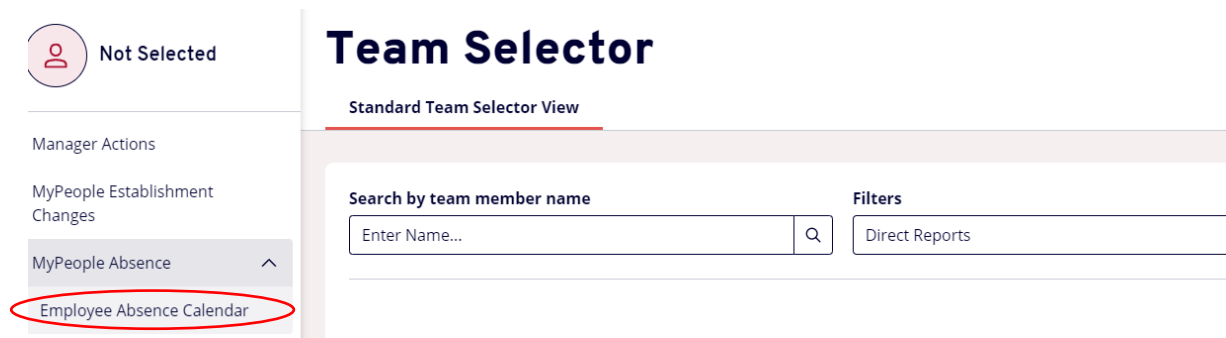 Not Selected
Manager Actions
MyPeople Establishment
Changes
MyPeople Absence
Employee Absence Calendar
Team Selector
Standard Team Selector View
Search by team member name
Enter Name...
Filters
Direct Reports